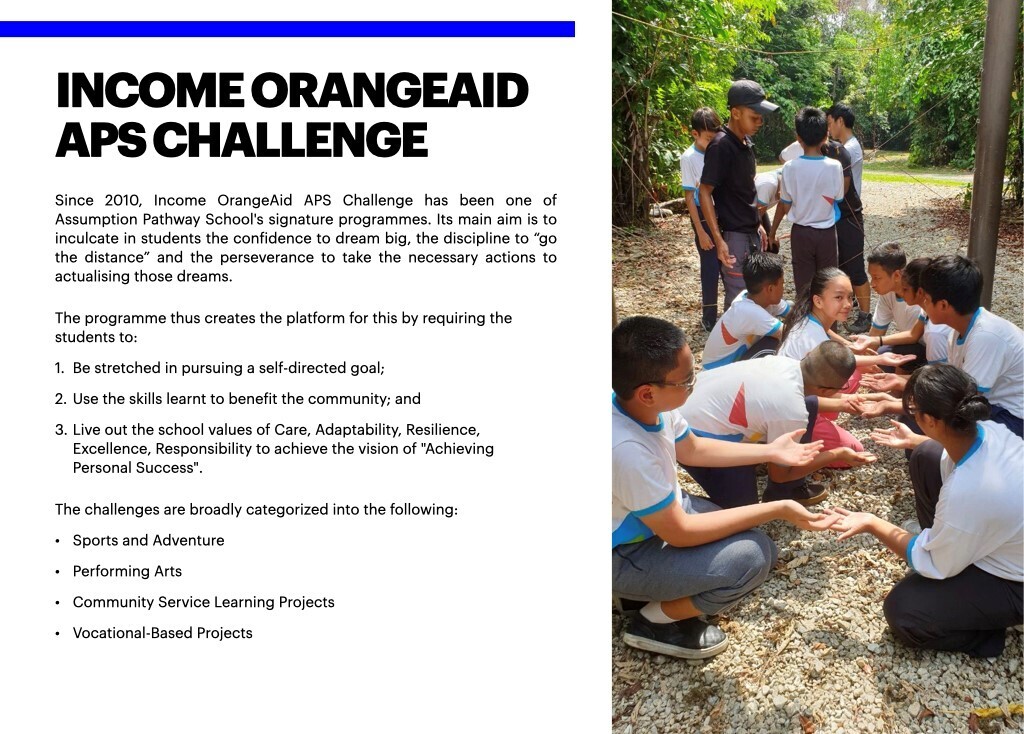 INCOME ORANGEAID
APS CHALLENGE
Since 2010, Income OrangeAid APS Challenge has been one of
Assumption Pathway School's signature programmes. Its main aim is to
inculcate in students the confidence to dream big, the discipline to “go
the distance” and the perseverance to take the necessary actions to
actualising those dreams.
The programme thus creates the platform for this by requiring the
students to:
1. Be stretched in pursuing a self-directed goal;
2. Use the skills learnt to benefit the community; and
3. Live out the school values of Care, Adaptability, Resilience,
Excellence, Responsibility to achieve the vision of "Achieving
Personal Success".
The challenges are broadly categorized into the following:
• Sports and Adventure
• Performing Arts
• Community Service Learning Projects
• Vocational-Based Projects